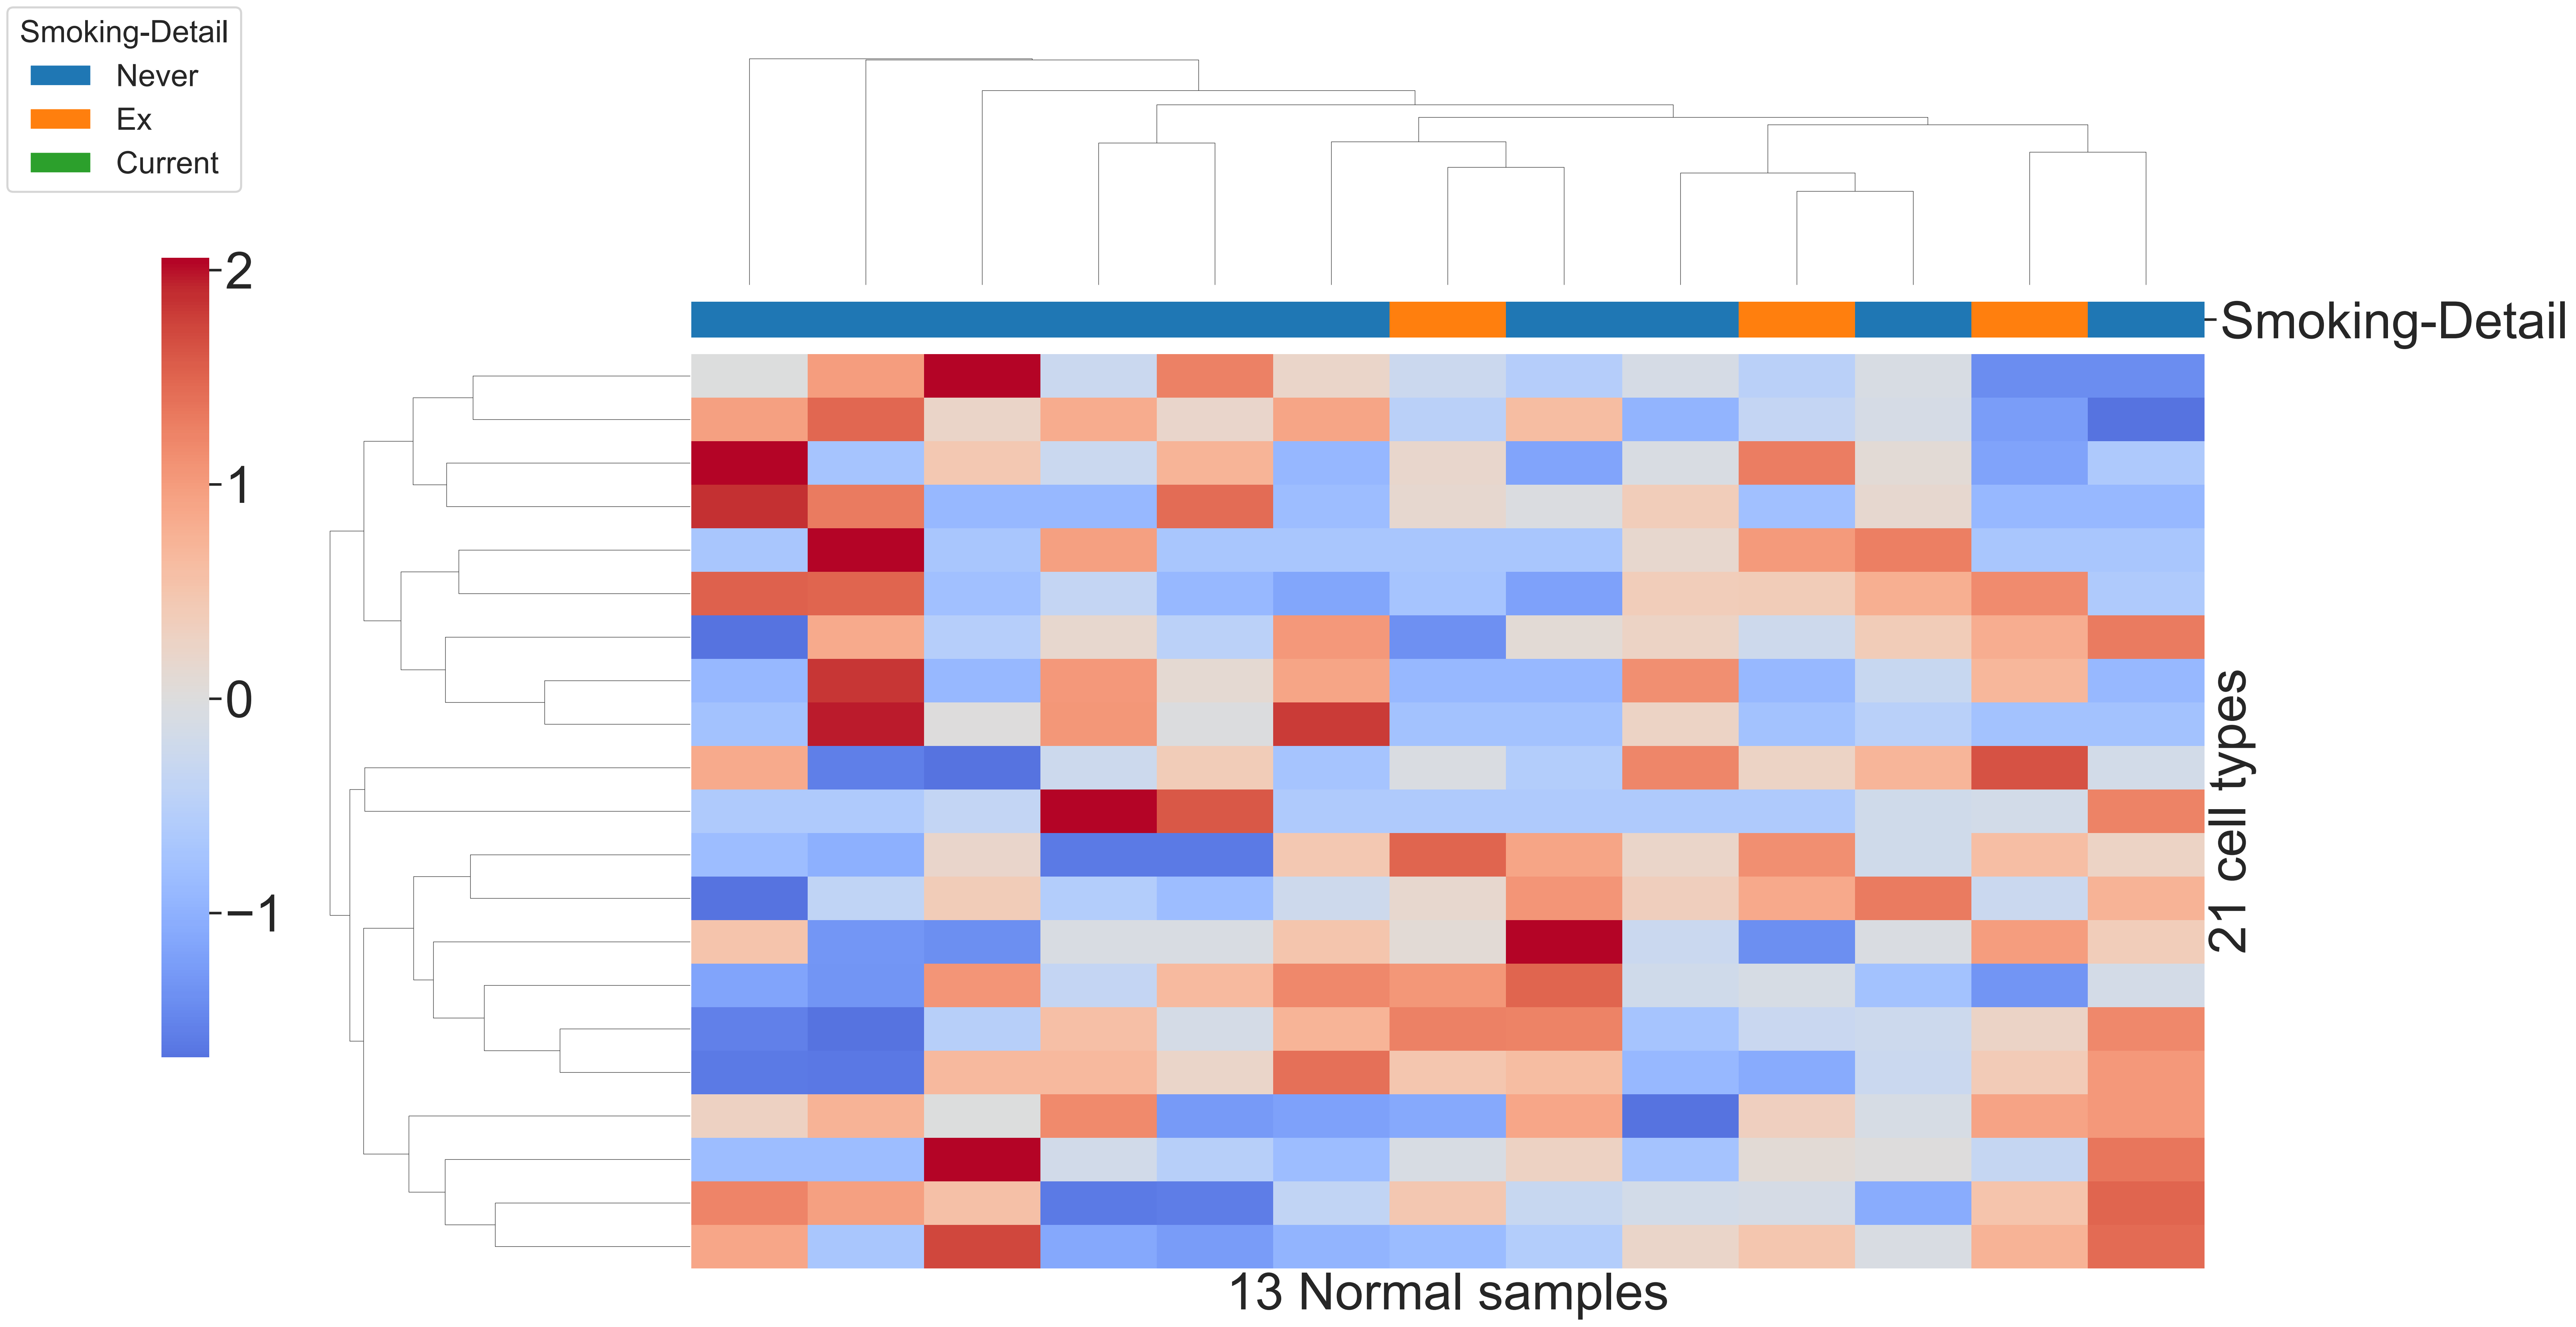 Smoking-Detail
Never
Ex
Current
2
1
0
−1
Smoking-Detail
21 cell types
13 Normal samples